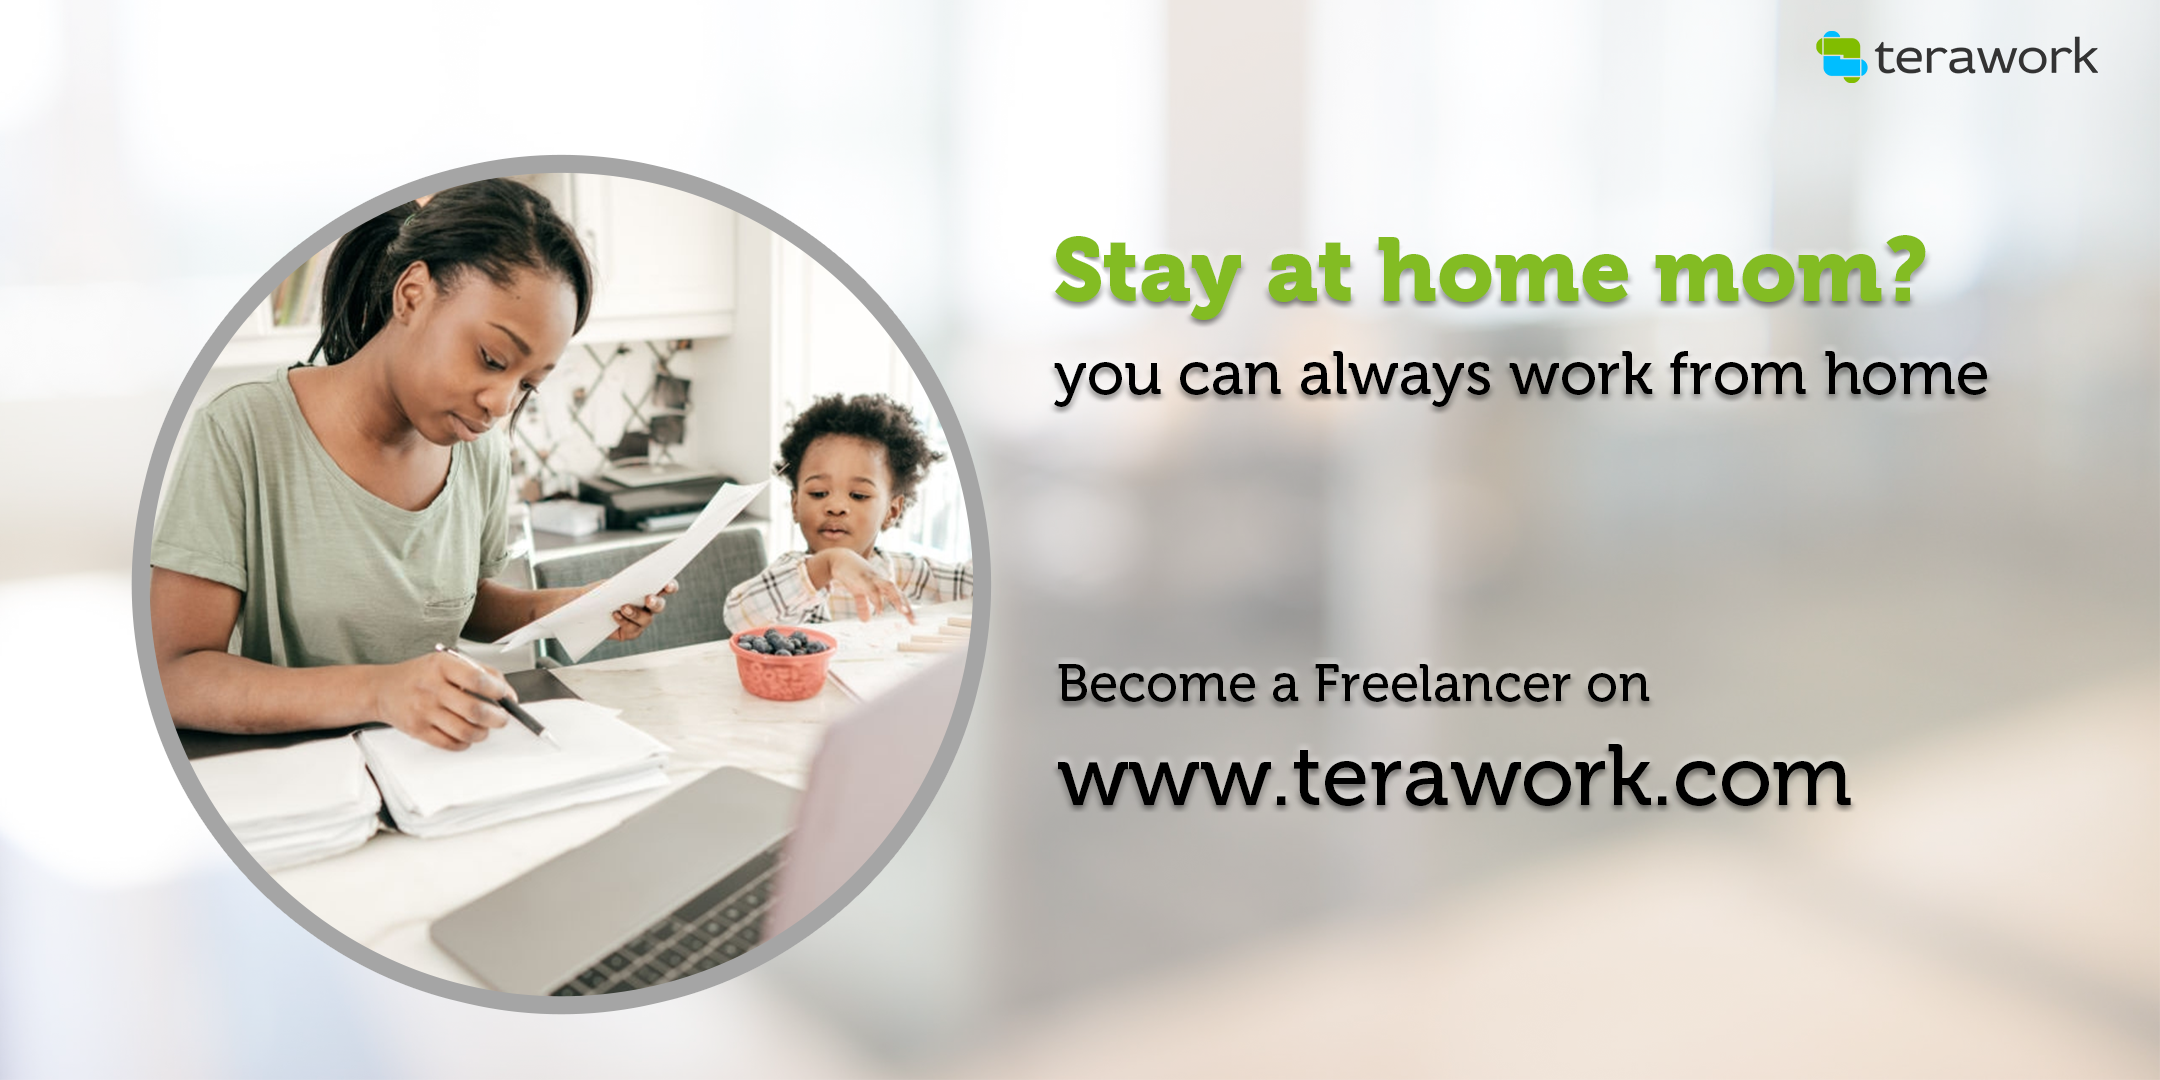 terawork
Stay at home mom?
you can always work from home
Become a Freelancer on
www.terawork.com